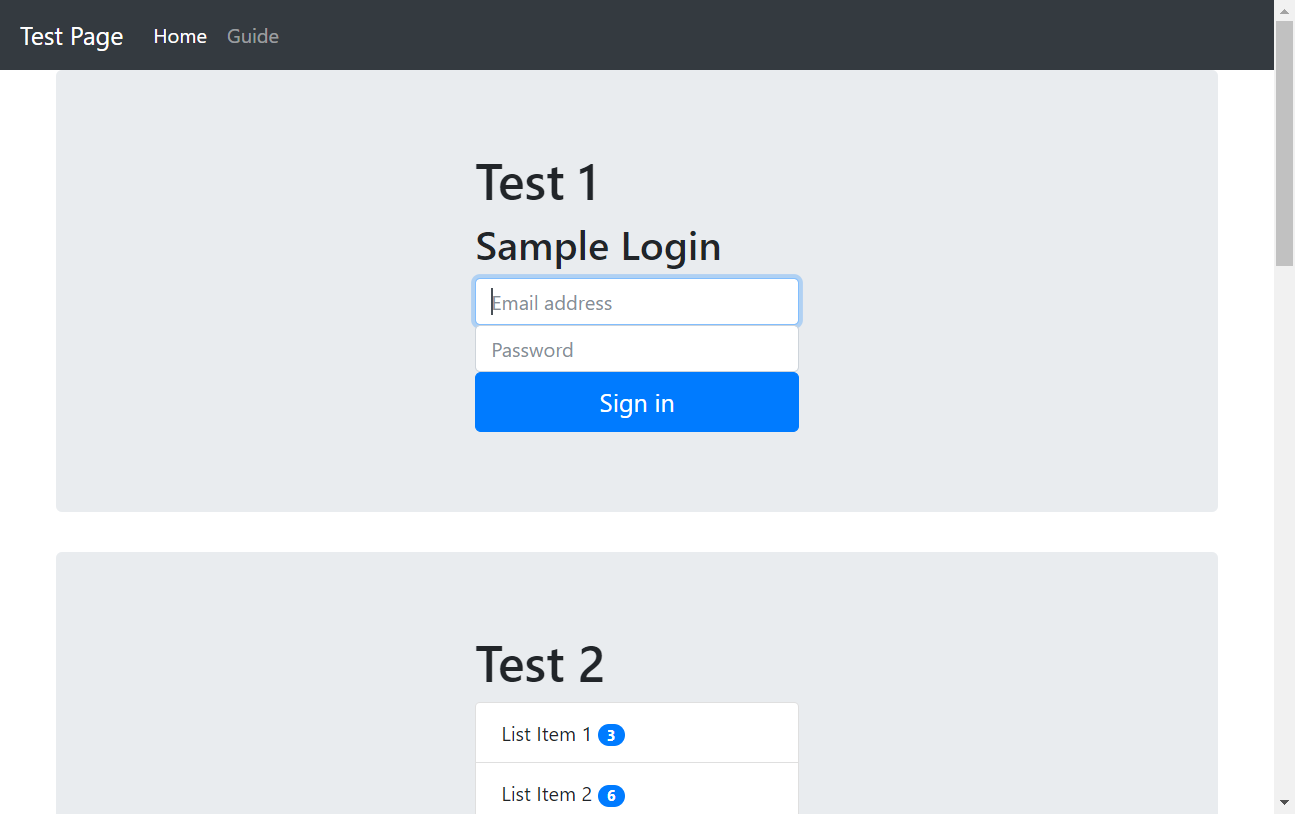 Test Page Home Guide
Test 1
Sample Login
Email address
Password
Sign in
Test 2
List Item 1 3
List Item 2 6